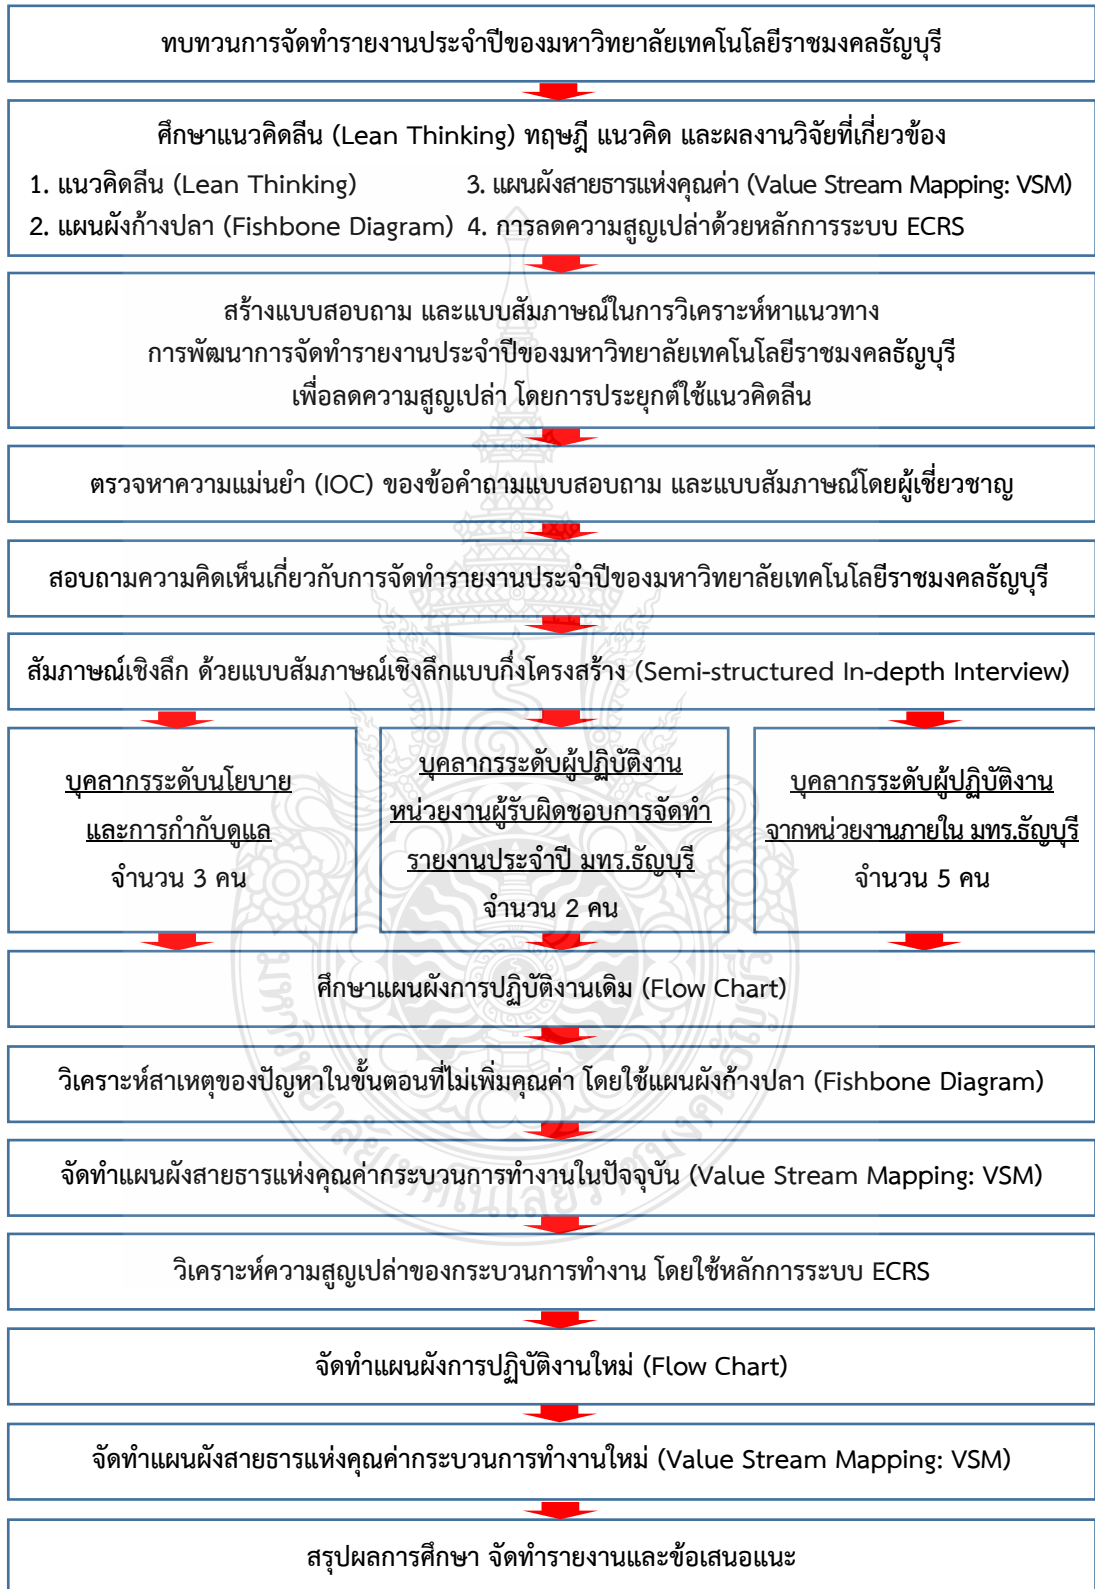 ทบทวนการจัดทำรายงานประจำปีของมหาวิทยาลัยเทคโนโลยีราชมงคลธัญบุรี
ศึกษาแนวคิดลีน (Lean Thinking) ทฤษฎี แนวคิด และผลงานวิจัยที่เกี่ยวข้อง
1. แนวคิดลีน (Lean Thinking)
2. แผนผังก้างปลา (Fishbone Diagram)
3. แผนผังสายธารแห่งคุณค่า (Value Stream Mapping: VSM)
4. การลดความสูญเปล่าด้วยหลักการระบบ ECRS
สร้างแบบสอบถาม และแบบสัมภาษณ์ในการวิเคราะห์หาแนวทาง
การพัฒนาการจัดทำรายงานประจำปีของมหาวิทยาลัยเทคโนโลยีราชมงคลธัญบุรี
เพื่อลดความสูญเปล่า โดยการประยุกต์ใช้แนวคิดลีน
ตรวจหาความแม่นยำ (IOC) ของข้อคำถามแบบสอบถาม และแบบสัมภาษณ์โดยผู้เชี่ยวชาญ
สอบถามความคิดเห็นเกี่ยวกับการจัดทำรายงานประจำปีของมหาวิทยาลัยเทคโนโลยีราชมงคลธัญบุรี
สัมภาษณ์เชิงลึก ด้วยแบบสัมภาษณ์เชิงลึกแบบกึ่งโครงสร้าง (Semi-structured In-depth Interview)
บุคลากรระดับนโยบาย
และการกำกับดูแล
จำนวน 3 คน
บุคลากรระดับผู้ปฏิบัติงาน
หน่วยงานผู้รับผิดชอบการจัดทำ
รายงานประจำปี มทร.ธัญบุรี
จำนวน 2 คน
บุคลากรระดับผู้ปฏิบัติงาน
จากหน่วยงานภายใน มทร.ธัญบุรี
จำนวน 5 คน
ศึกษาแผนผังการปฏิบัติงานเดิม (Flow Chart)
วิเคราะห์สาเหตุของปัญหาในขั้นตอนที่ไม่เพิ่มคุณค่า โดยใช้แผนผังก้างปลา (Fishbone Diagram)
จัดทำแผนผังสายธารแห่งคุณค่ากระบวนการทำงานในปัจจุบัน (Value Stream Mapping: VSM)
วิเคราะห์ความสูญเปล่าของกระบวนการทำงาน โดยใช้หลักการระบบ ECRS
จัดทำแผนผังการปฏิบัติงานใหม่ (Flow Chart)
จัดทำแผนผังสายธารแห่งคุณค่ากระบวนการทำงานใหม่ (Value Stream Mapping: VSM)
สรุปผลการศึกษา จัดทำรายงานและข้อเสนอแนะ
มหาวิทยาลัยเทคโนโลยีราชมงคลธัญบุรี